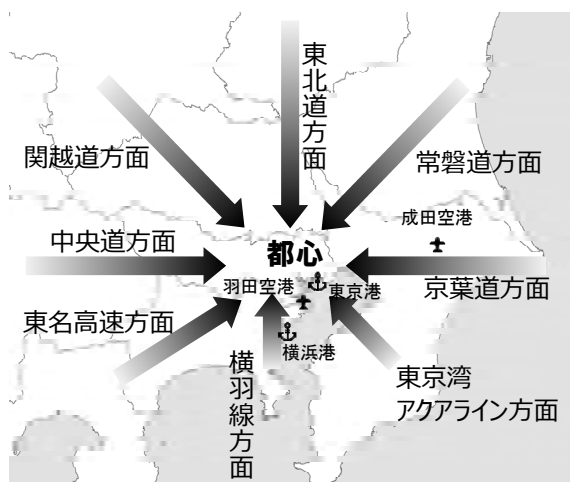 東北道方面
関越道方面
常磐道方面
成田空港
中央道方面
都心
羽田空港
東京港
京葉道方面
東名高速方面
横浜港
横羽線方面
東京湾
アクアライン方面